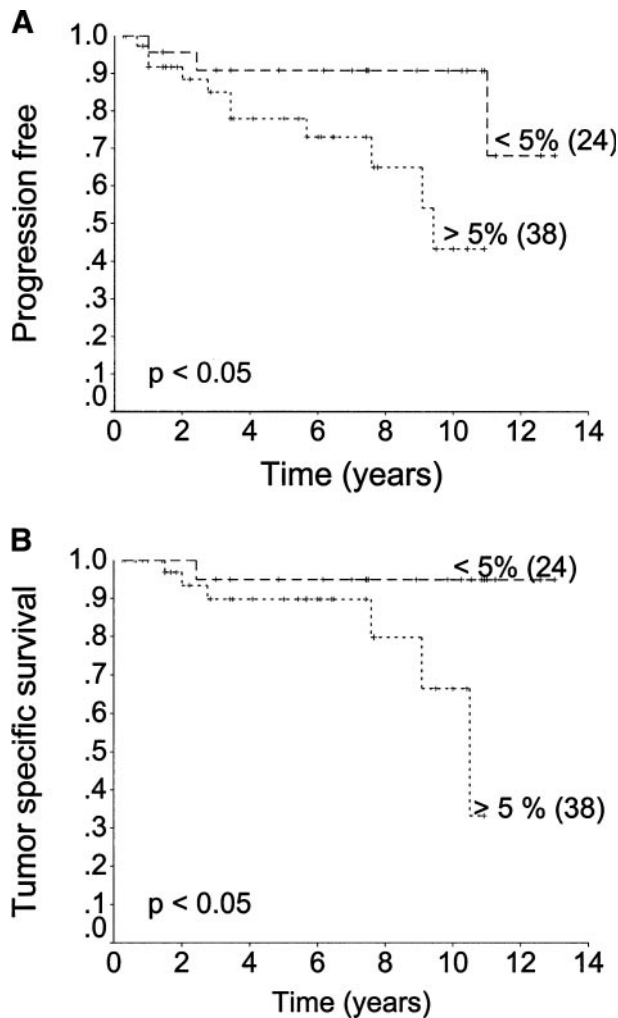 A
Progression free
1.0
.9
.8
.7
.6
.5
.4
.3
.2
.1
.0
< 5% (24)
> 5% (38)
p < 0.05
0 2 4 6 8 10 12 14
Time (years)
B
Tumor specific survival
1.0
.9
.8
.7
.6
.5
.4
.3
.2
.1
.0
< 5% (24)
> 5 % (38)
p < 0.05
0 2 4 6 8 10 12 14
Time (years)